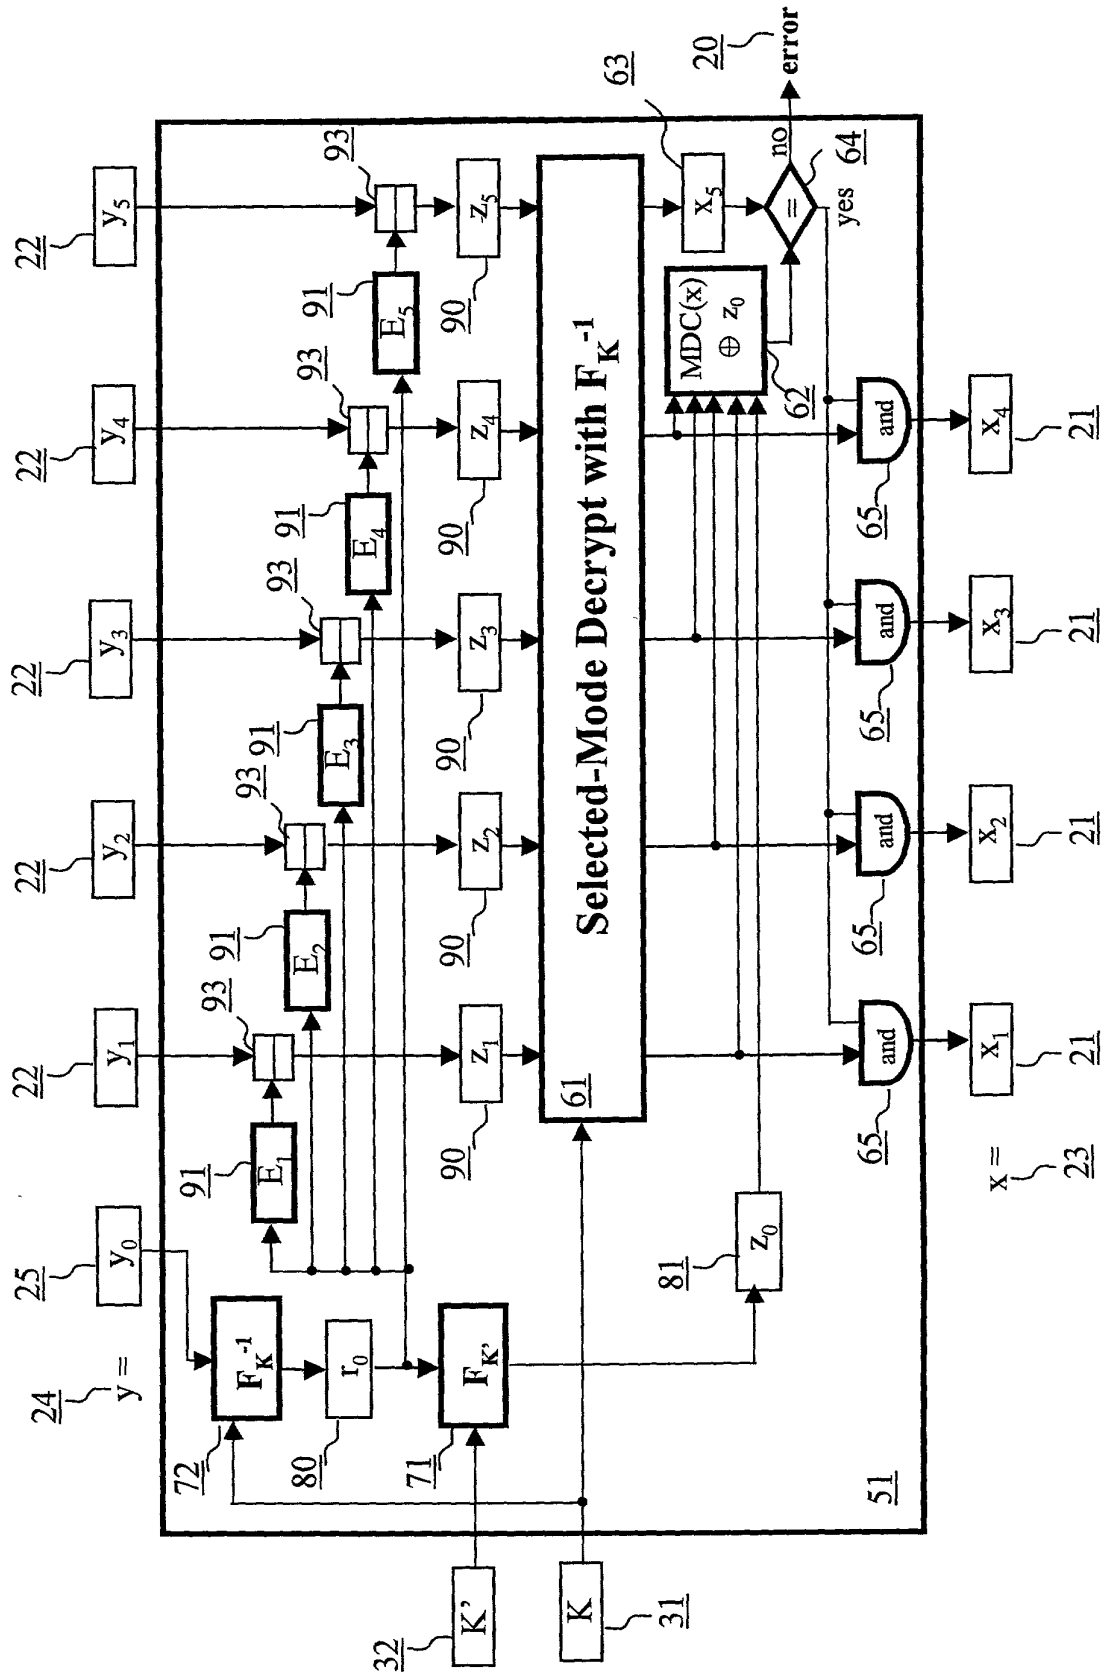 24
y =
25
y₀
22
y₁
22
y₂
22
y₃
22
y₄
22
y₅
72
F_K⁻¹
91
E₁
93
91
E₂
93
91
E₃
93
91
E₄
93
91
E₅
93
80
r₀
71
F_K'
90
z₁
90
z₂
90
z₃
90
z₄
90
z₅
32
K'
31
K
61
Selected-Mode Decrypt with F_K⁻¹
81
z₀
MDC(x)
⊕ z₀
62
x₅
63
=
64
no
yes
20
error
65
and
65
and
65
and
65
and
51
x =
23
x₁
21
x₂
21
x₃
21
x₄
21